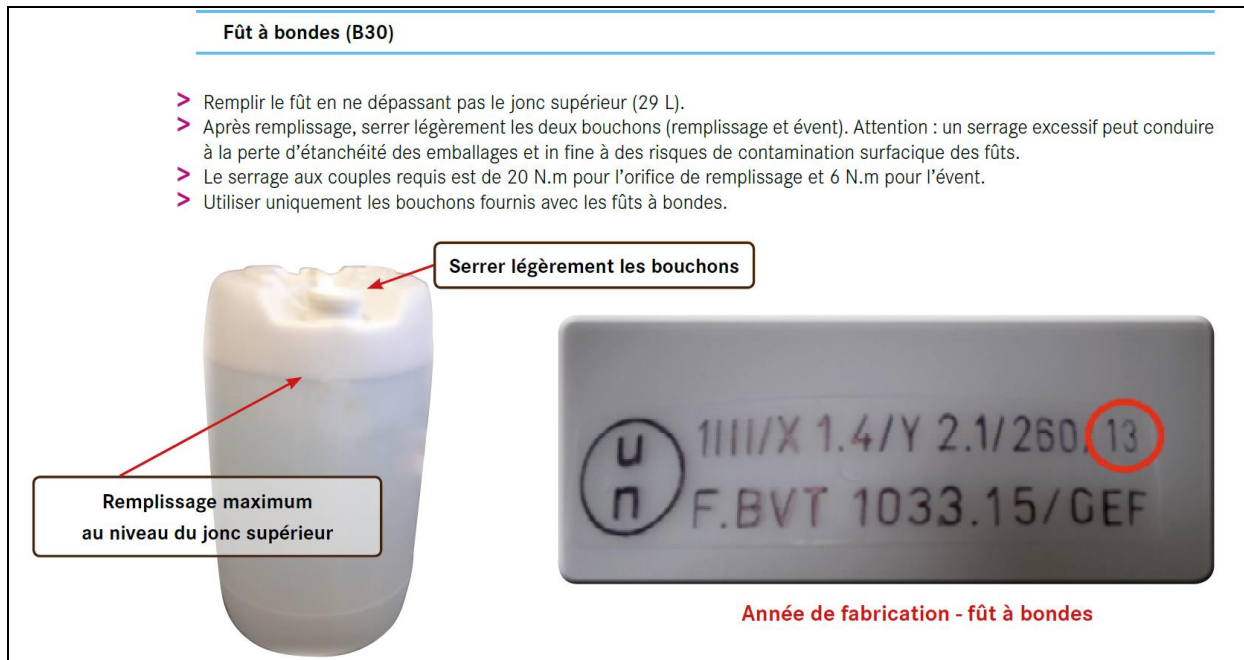 Fût à bondes (B30)
> Remplir le fût en ne dépassant pas le jonc supérieur (29 L).
> Après remplissage, serrer légèrement les deux bouchons (remplissage et évent). Attention : un serrage excessif peut conduire
à la perte d’étanchéité des emballages et in fine à des risques de contamination surfacique des fûts.
> Le serrage aux couples requis est de 20 N.m pour l’orifice de remplissage et 6 N.m pour l’évent.
> Utiliser uniquement les bouchons fournis avec les fûts à bondes.
Serrer légèrement les bouchons
Remplissage maximum
au niveau du jonc supérieur
u
n
1IIII/X 1.4/Y 2.1/260/13
F.BVT 1033.15/GEF
Année de fabrication - fût à bondes